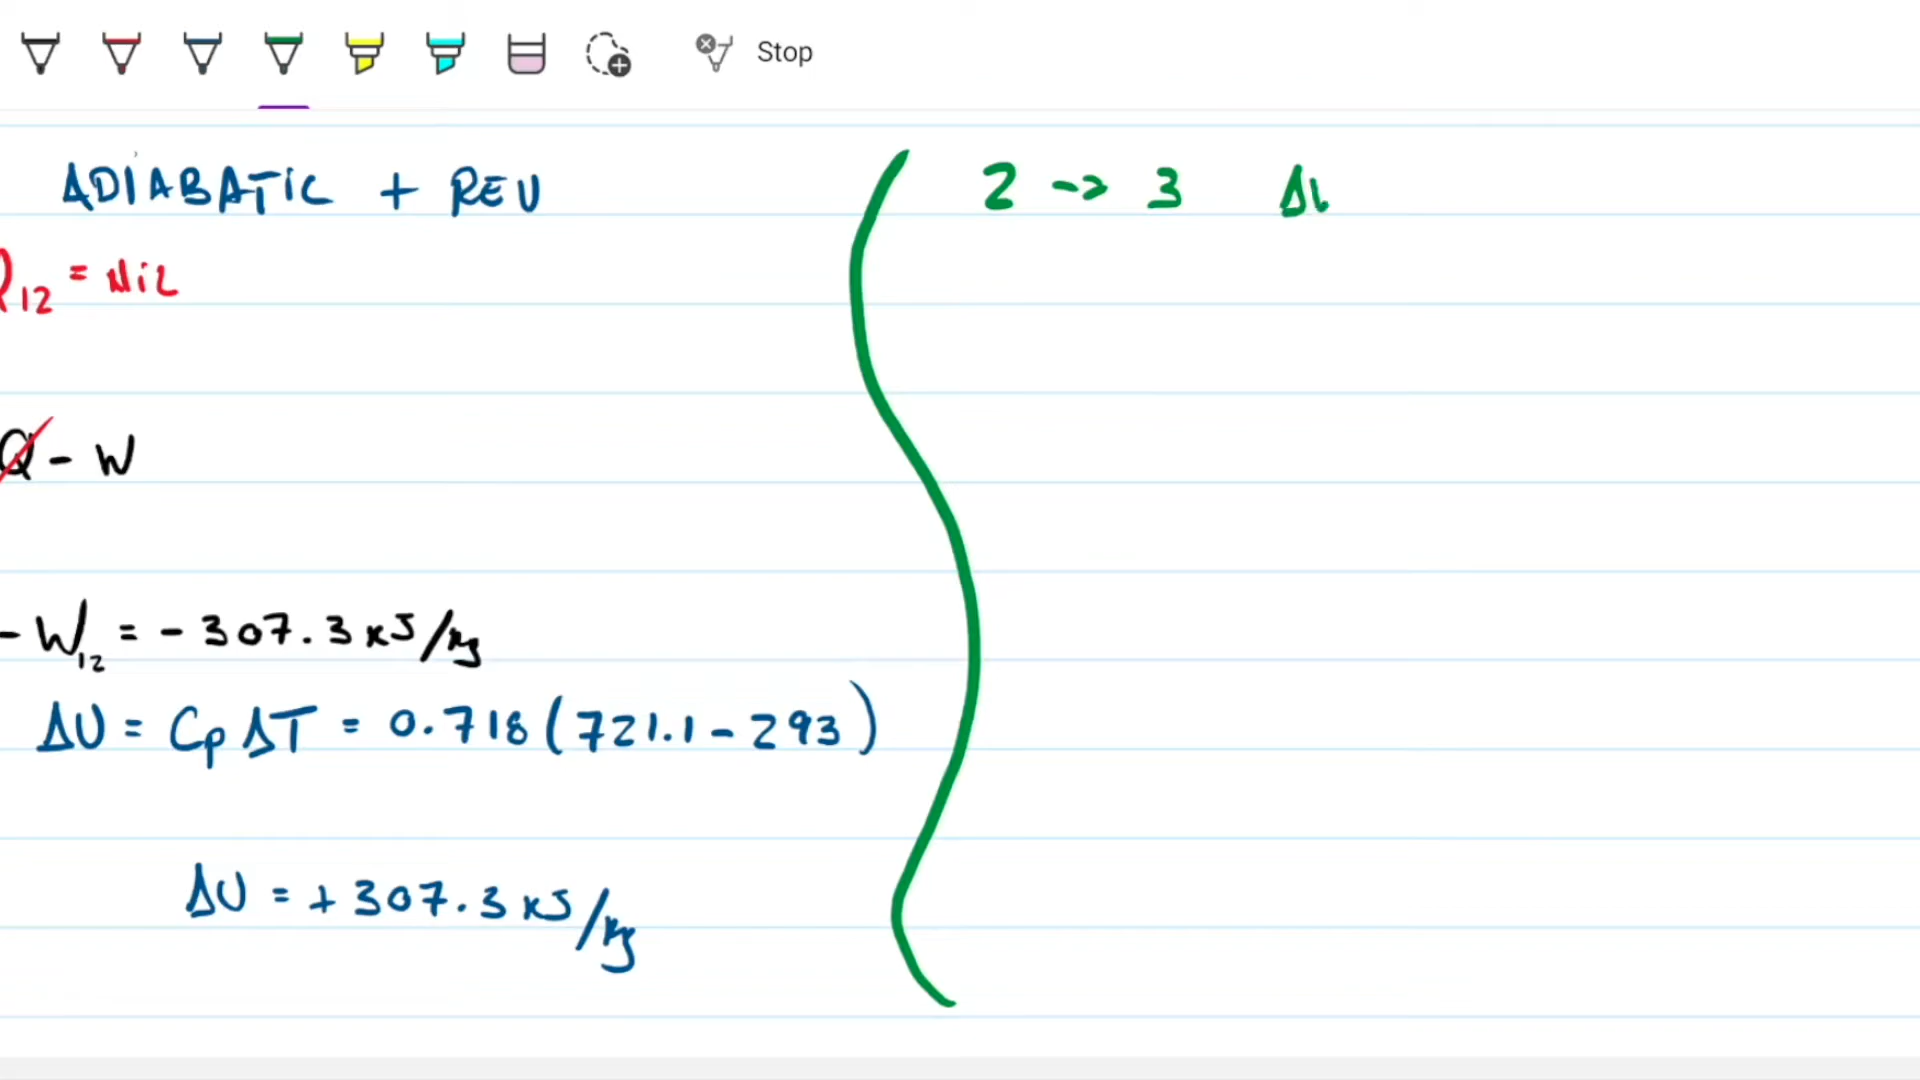 Stop
ADIABATIC + REV
12 = NiL
Q - W
- W12 = - 307.3 kJ/kg
ΔU = Cp ΔT = 0.718 (721.1 - 293)
ΔU = + 307.3 kJ/kg
2 -> 3